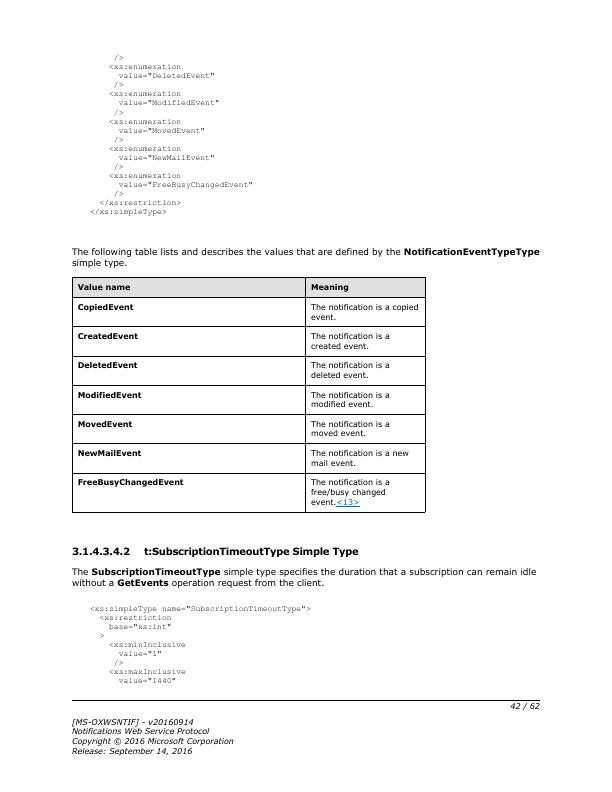 />
<xs:enumeration
value="DeletedEvent"
/>
<xs:enumeration
value="ModifiedEvent"
/>
<xs:enumeration
value="MovedEvent"
/>
<xs:enumeration
value="NewMailEvent"
/>
<xs:enumeration
value="FreeBusyChangedEvent"
/>
</xs:restriction>
</xs:simpleType>
The following table lists and describes the values that are defined by the NotificationEventTypeType
simple type.
Value name Meaning
CopiedEvent The notification is a copied
event.
CreatedEvent The notification is a
created event.
DeletedEvent The notification is a
deleted event.
ModifiedEvent The notification is a
modified event.
MovedEvent The notification is a
moved event.
NewMailEvent The notification is a new
mail event.
FreeBusyChangedEvent The notification is a
free/busy changed
event.<13>
3.1.4.3.4.2 t:SubscriptionTimeoutType Simple Type
The SubscriptionTimeoutType simple type specifies the duration that a subscription can remain idle
without a GetEvents operation request from the client.
<xs:simpleType name="SubscriptionTimeoutType">
<xs:restriction
base="xs:int"
>
<xs:minInclusive
value="1"
/>
<xs:maxInclusive
value="1440"
42 / 62
[MS-OXWSNTIF] - v20160914
Notifications Web Service Protocol
Copyright © 2016 Microsoft Corporation
Release: September 14, 2016